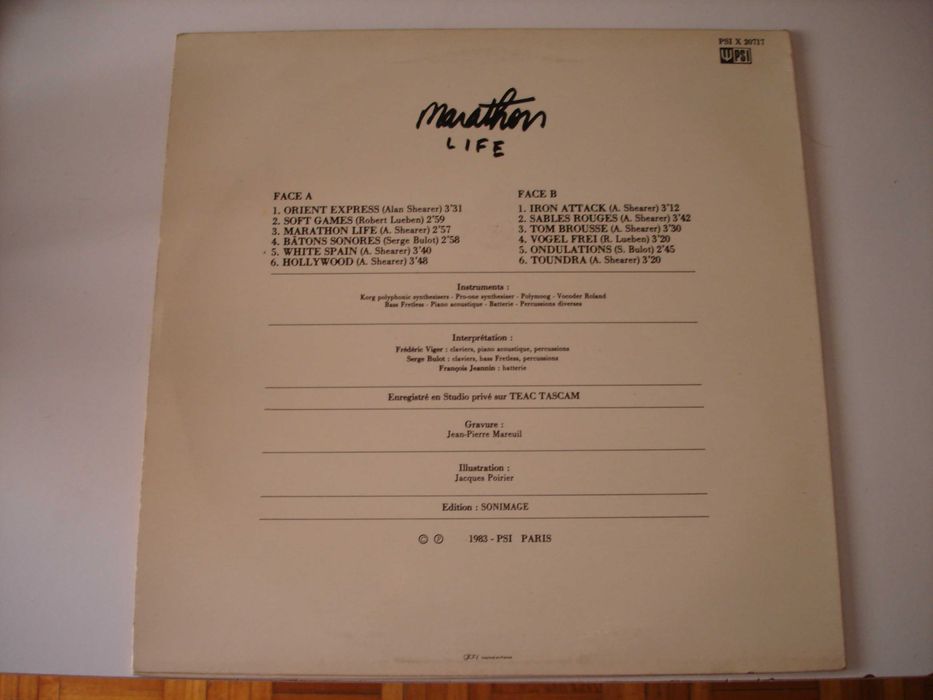 PSI X 20717
PSI
Marathon
LIFE
FACE A
1. ORIENT EXPRESS (Alan Shearer) 3'31
2. SOFT GAMES (Robert Lueben) 2'59
3. MARATHON LIFE (A. Shearer) 2'57
4. BÂTONS SONORES (Serge Bulot) 2'58
5. WHITE SPAIN (A. Shearer) 3'40
6. HOLLYWOOD (A. Shearer) 3'48
FACE B
1. IRON ATTACK (A. Shearer) 3'12
2. SABLES ROUGES (A. Shearer) 3'42
3. TOM BROUSSE (A. Shearer) 3'30
4. VOGEL FREI (R. Lueben) 3'20
5. ONDULATIONS (S. Bulot) 2'45
6. TOUNDRA (A. Shearer) 3'20
Instruments :
Korg polyphonic synthesisers - Pro-one synthesiser - Polymoog - Vocoder Roland
Bass Fretless - Piano acoustique - Batterie - Percussions diverses
Interprétation :
Frédéric Viger : claviers, piano acoustique, percussions
Serge Bulot : claviers, bass Fretless, percussions
François Jeannin : batterie
Enregistré en Studio privé sur TEAC TASCAM
Gravure :
Jean-Pierre Mareuil
Illustration :
Jacques Poirier
Edition : SONIMAGE
© ℗ 1983 - PSI PARIS